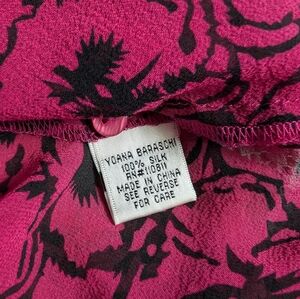 YOANA BARASCHI
100% SILK
RN#110811
MADE IN CHINA
SEE REVERSE
FOR CARE